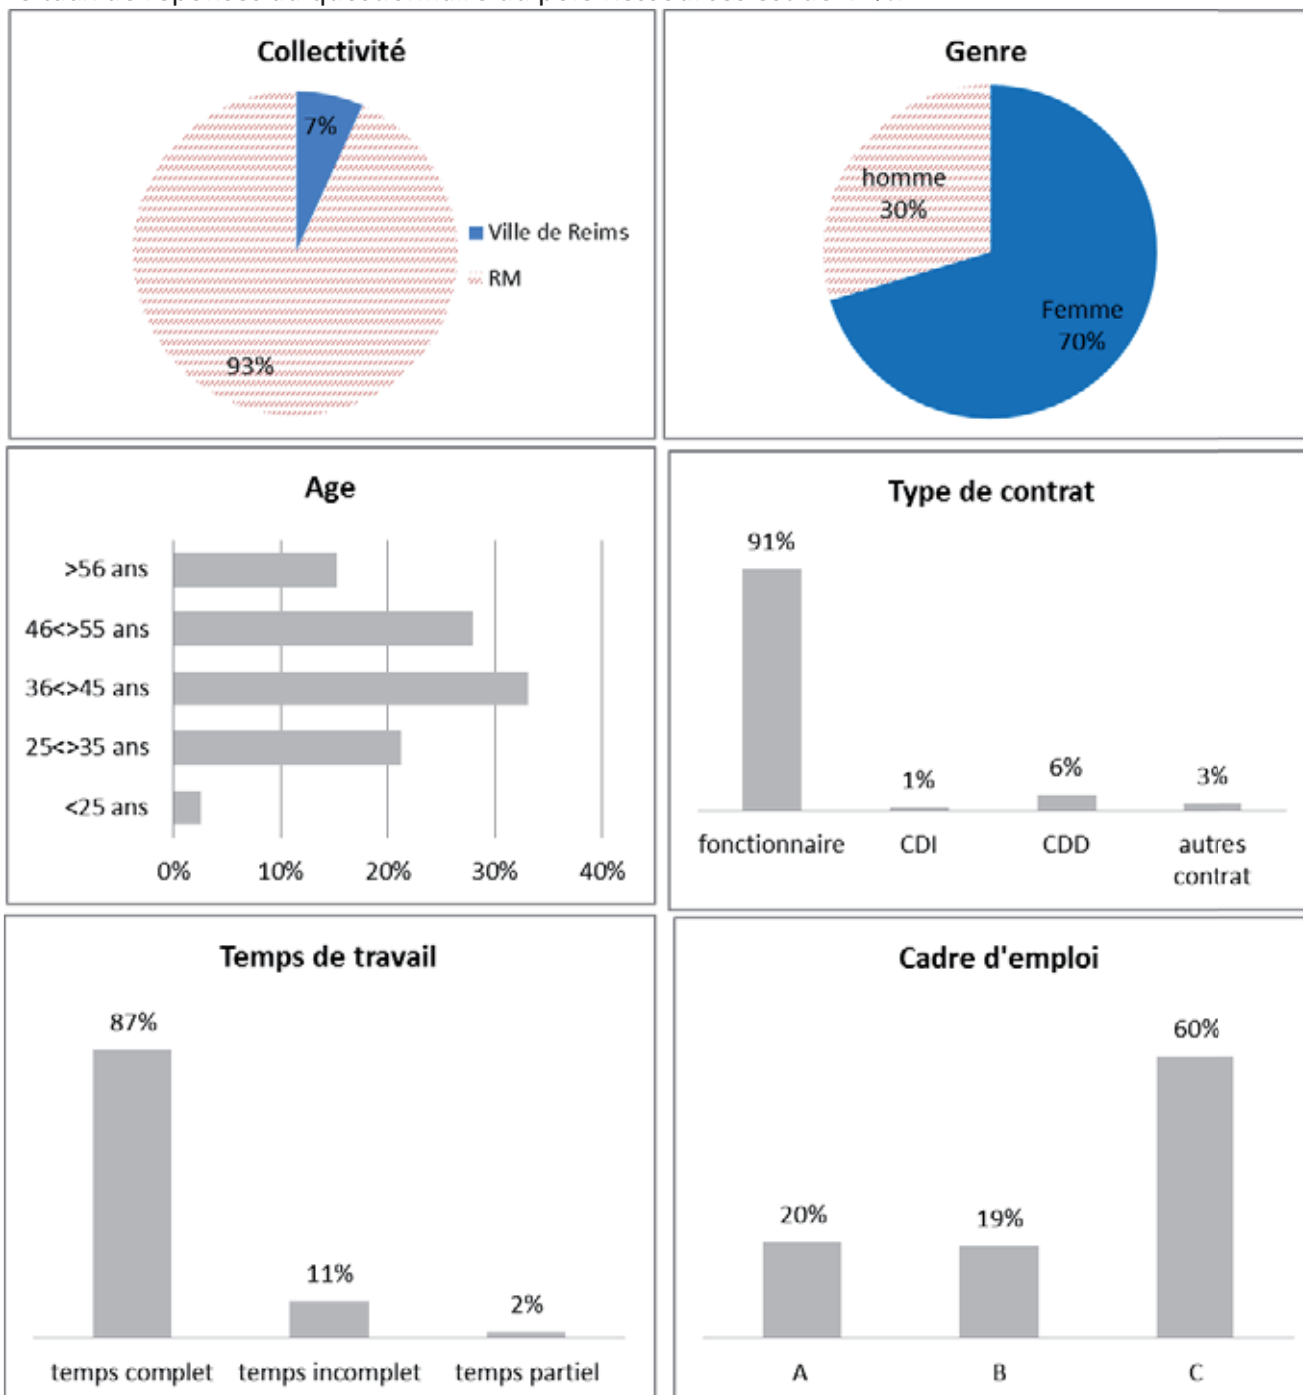 Collectivité
7%
Ville de Reims
RM
93%
Genre
homme
30%
Femme
70%
Age
>56 ans
46<>55 ans
36<>45 ans
25<>35 ans
<25 ans
0% 10% 20% 30% 40%
Type de contrat
91%
1%
6%
3%
fonctionnaire CDI CDD autres
contrat
Temps de travail
87%
11%
2%
temps complet temps incomplet temps partiel
Cadre d'emploi
60%
20%
19%
A B C